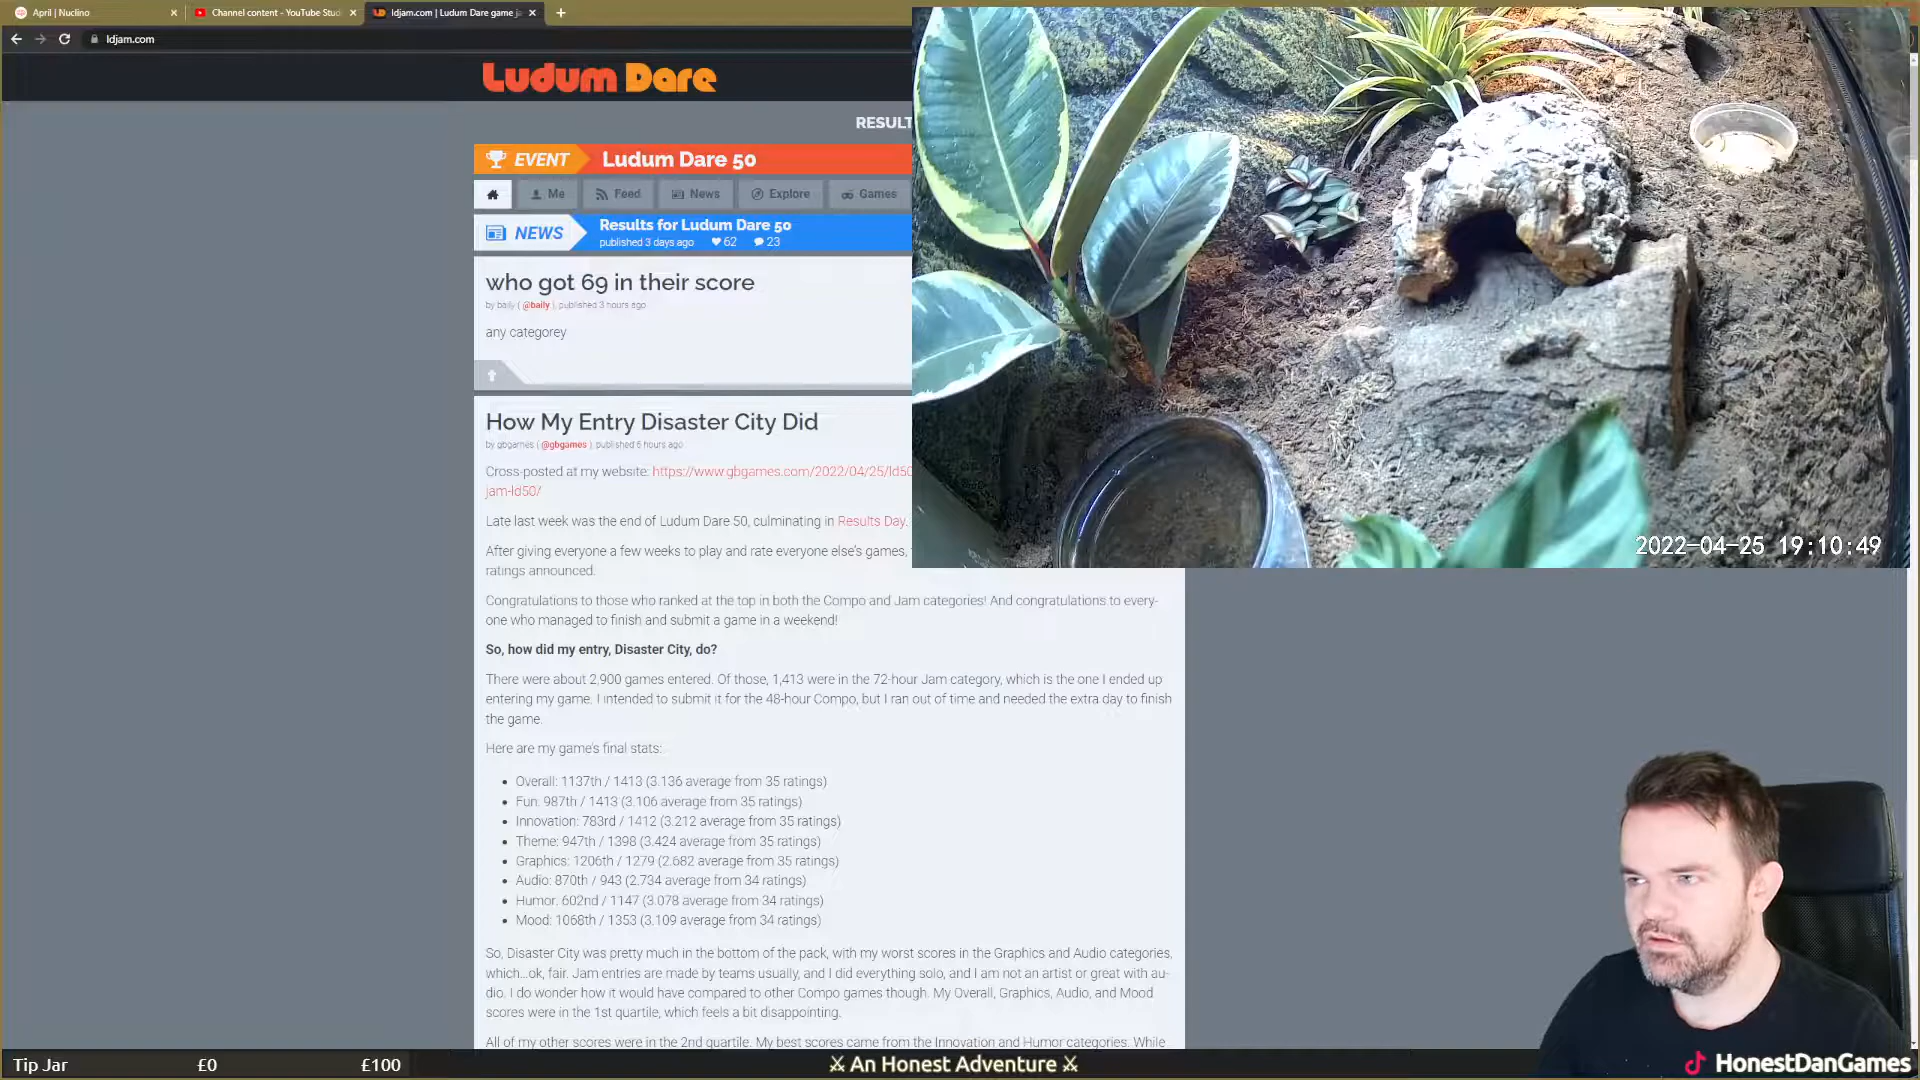 April | Nuclino
Channel content - YouTube Stud
ldjam.com | Ludum Dare game ja
ldjam.com
Ludum Dare
RESULT
EVENT
Ludum Dare 50
Me
Feed
News
Explore
Games
NEWS
Results for Ludum Dare 50
published 3 days ago 62 23
who got 69 in their score
by baily ( @baily ), published 3 hours ago
any categorey
How My Entry Disaster City Did
by gbgames ( @gbgames ), published 6 hours ago
Cross-posted at my website: https://www.gbgames.com/2022/04/25/ld50
jam-ld50/
Late last week was the end of Ludum Dare 50, culminating in Results Day.
After giving everyone a few weeks to play and rate everyone else's games,
ratings announced.
Congratulations to those who ranked at the top in both the Compo and Jam categories! And congratulations to every-
one who managed to finish and submit a game in a weekend!
So, how did my entry, Disaster City, do?
There were about 2,900 games entered. Of those, 1,413 were in the 72-hour Jam category, which is the one I ended up
entering my game. I intended to submit it for the 48-hour Compo, but I ran out of time and needed the extra day to finish
the game.
Here are my game's final stats:
Overall: 1137th / 1413 (3.136 average from 35 ratings)
Fun: 987th / 1413 (3.106 average from 35 ratings)
Innovation: 783rd / 1412 (3.212 average from 35 ratings)
Theme: 947th / 1398 (3.424 average from 35 ratings)
Graphics: 1206th / 1279 (2.682 average from 35 ratings)
Audio: 870th / 943 (2.734 average from 34 ratings)
Humor: 602nd / 1147 (3.078 average from 34 ratings)
Mood: 1068th / 1353 (3.109 average from 34 ratings)
So, Disaster City was pretty much in the bottom of the pack, with my worst scores in the Graphics and Audio categories,
which...ok, fair. Jam entries are made by teams usually, and I did everything solo, and I am not an artist or great with au-
dio. I do wonder how it would have compared to other Compo games though. My Overall, Graphics, Audio, and Mood
scores were in the 1st quartile, which feels a bit disappointing.
All of my other scores were in the 2nd quartile. My best scores came from the Innovation and Humor categories. While
2022-04-25 19:10:49
Tip Jar £0 £100
An Honest Adventure
HonestDanGames